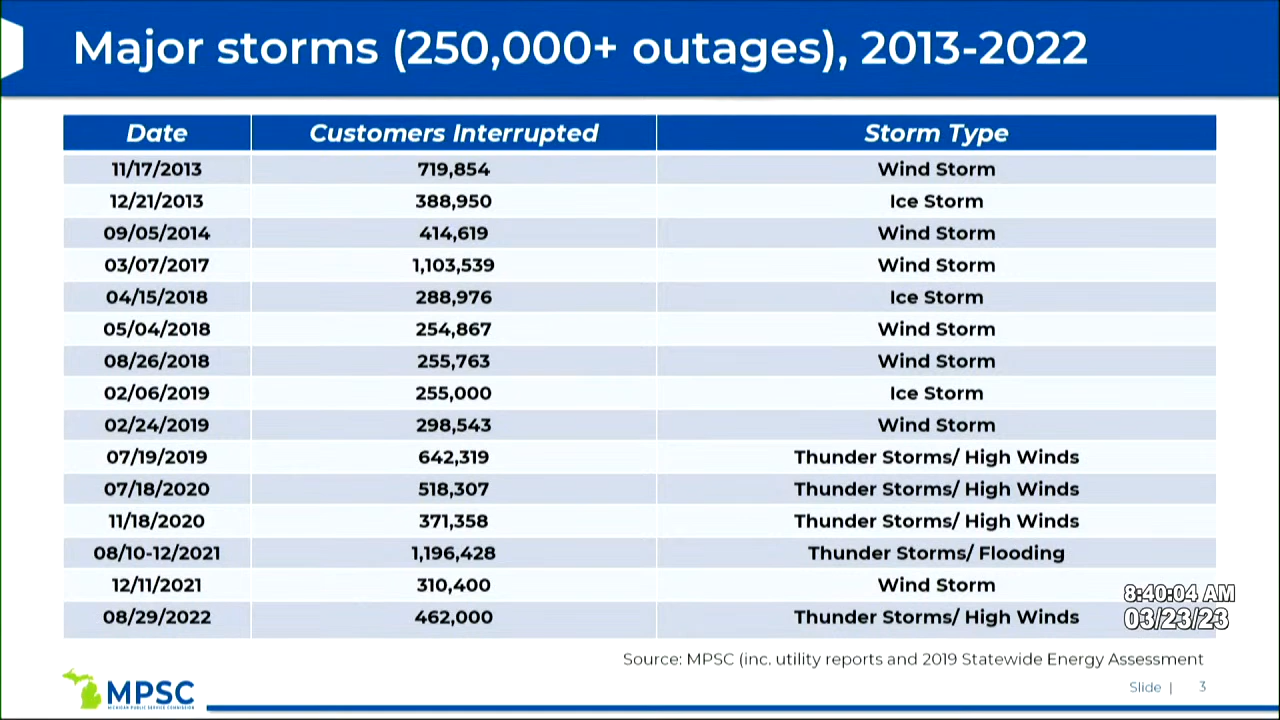 Major storms (250,000+ outages), 2013-2022
Date Customers Interrupted Storm Type
11/17/2013 719,854 Wind Storm
12/21/2013 388,950 Ice Storm
09/05/2014 414,619 Wind Storm
03/07/2017 1,103,539 Wind Storm
04/15/2018 288,976 Ice Storm
05/04/2018 254,867 Wind Storm
08/26/2018 255,763 Wind Storm
02/06/2019 255,000 Ice Storm
02/24/2019 298,543 Wind Storm
07/19/2019 642,319 Thunder Storms/ High Winds
07/18/2020 518,307 Thunder Storms/ High Winds
11/18/2020 371,358 Thunder Storms/ High Winds
08/10-12/2021 1,196,428 Thunder Storms/ Flooding
12/11/2021 310,400 Wind Storm
08/29/2022 462,000 Thunder Storms/ High Winds
8:40:04 AM
03/23/23
Source: MPSC (inc. utility reports and 2019 Statewide Energy Assessment
MPSC
MICHIGAN PUBLIC SERVICE COMMISSION
Slide | 3